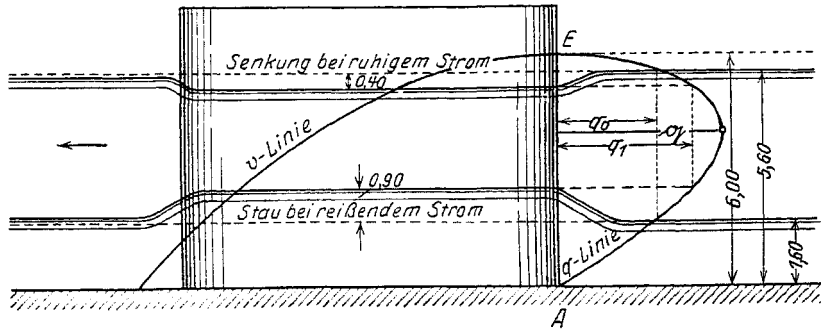 E
Senkung bei ruhigem Strom
0,40
v-Linie
q₀
q
q₁
0,90
Stau bei reißendem Strom
q-Linie
6,00
5,60
1,60
A